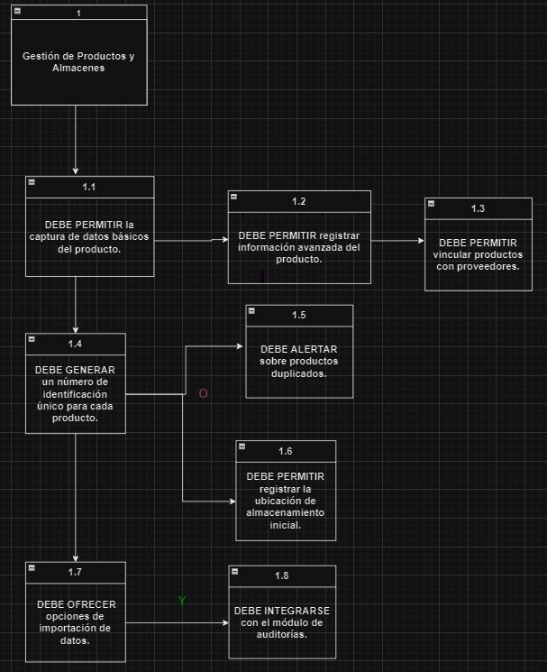 1
Gestión de Productos y
Almacenes
1.1
DEBE PERMITIR la
captura de datos básicos
del producto.
1.2
DEBE PERMITIR registrar
información avanzada del
producto.
1.3
DEBE PERMITIR
vincular productos
con proveedores.
1.4
DEBE GENERAR
un número de
identificación
único para cada
producto.
1.5
DEBE ALERTAR
sobre productos
duplicados.
O
1.6
DEBE PERMITIR
registrar la
ubicación de
almacenamiento
inicial.
1.7
DEBE OFRECER
opciones de
importación de
datos.
Y
1.8
DEBE INTEGRARSE
con el módulo de
auditorías.